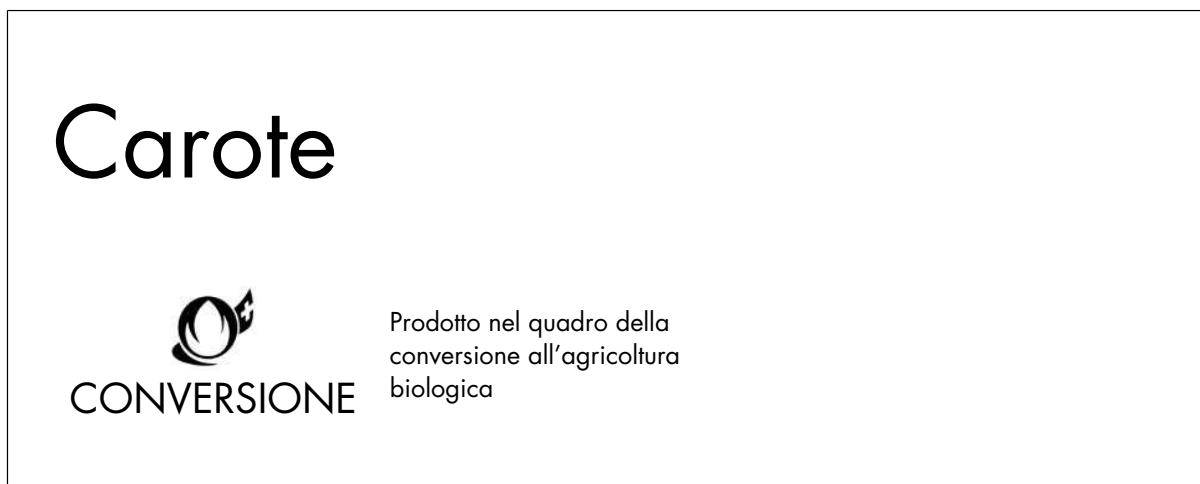 Carote
CONVERSIONE
Prodotto nel quadro della
conversione all’agricoltura
biologica